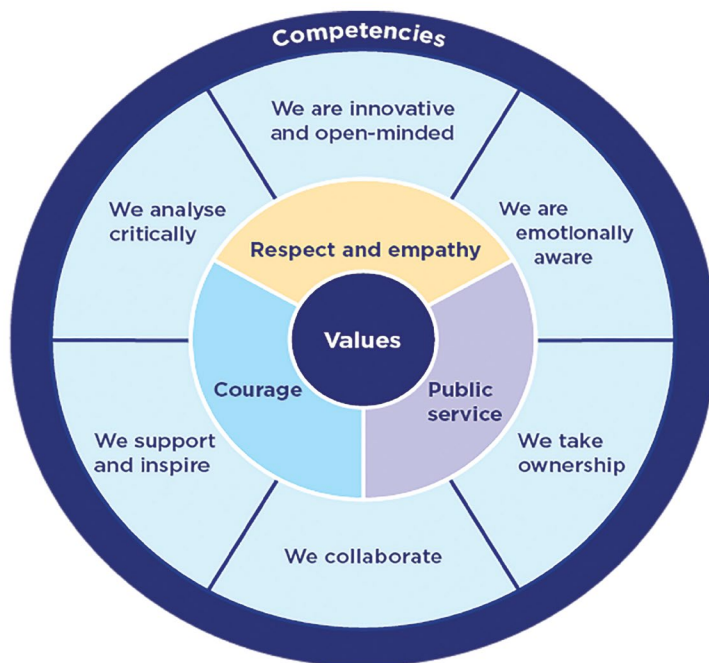 Competencies
We are innovative
and open-minded
We are
emotionally
aware
We take
ownership
We collaborate
We support
and inspire
We analyse
critically
Respect and empathy
Public
service
Courage
Values